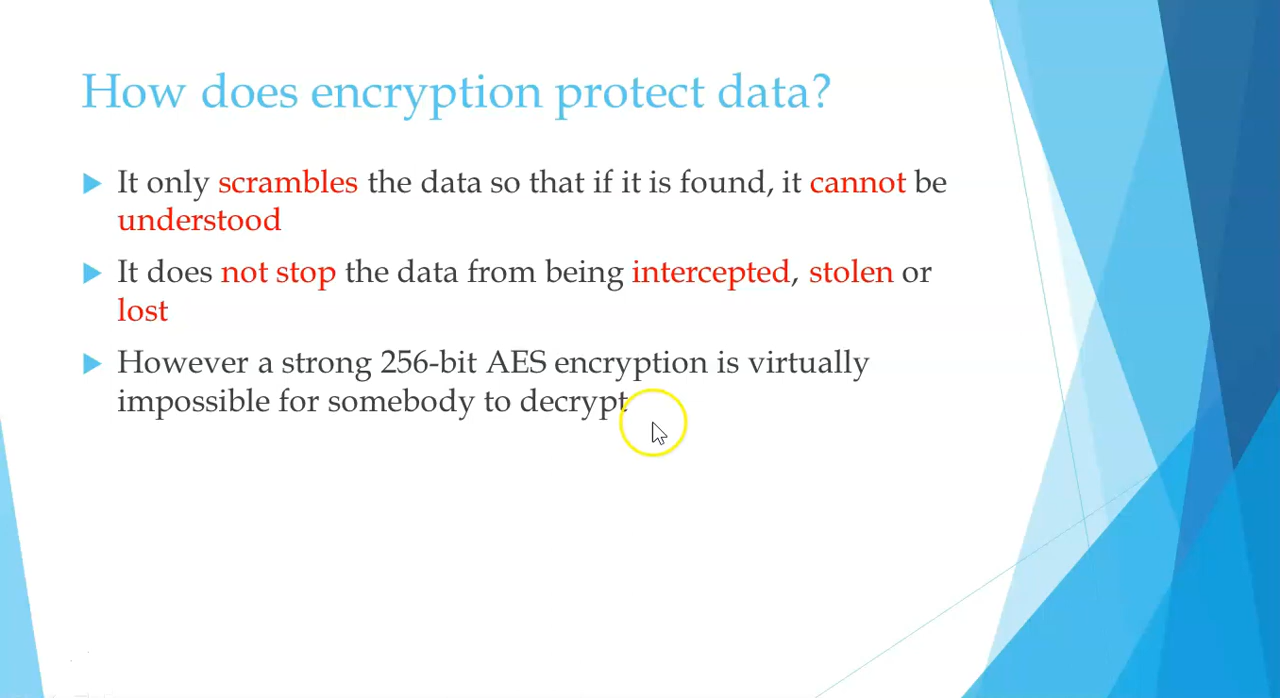 How does encryption protect data?
It only scrambles the data so that if it is found, it cannot be
understood
It does not stop the data from being intercepted, stolen or
lost
However a strong 256-bit AES encryption is virtually
impossible for somebody to decrypt